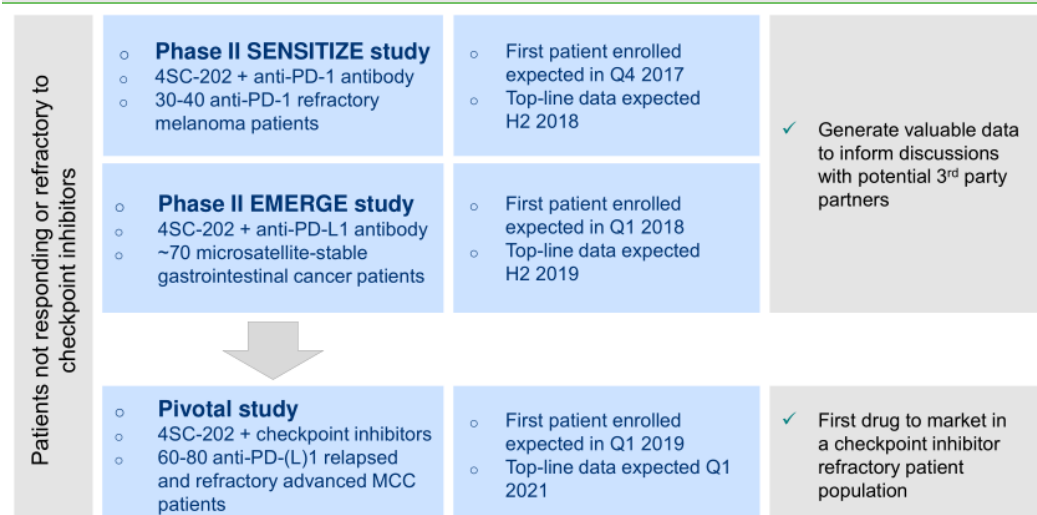 Patients not responding or refractory to
checkpoint inhibitors
Phase II SENSITIZE study
4SC-202 + anti-PD-1 antibody
30-40 anti-PD-1 refractory
melanoma patients
First patient enrolled
expected in Q4 2017
Top-line data expected
H2 2018
Phase II EMERGE study
4SC-202 + anti-PD-L1 antibody
~70 microsatellite-stable
gastrointestinal cancer patients
First patient enrolled
expected in Q1 2018
Top-line data expected
H2 2019
✓ Generate valuable data
to inform discussions
with potential 3rd party
partners
Pivotal study
4SC-202 + checkpoint inhibitors
60-80 anti-PD-(L)1 relapsed
and refractory advanced MCC
patients
First patient enrolled
expected in Q1 2019
Top-line data expected Q1
2021
✓ First drug to market in
a checkpoint inhibitor
refractory patient
population